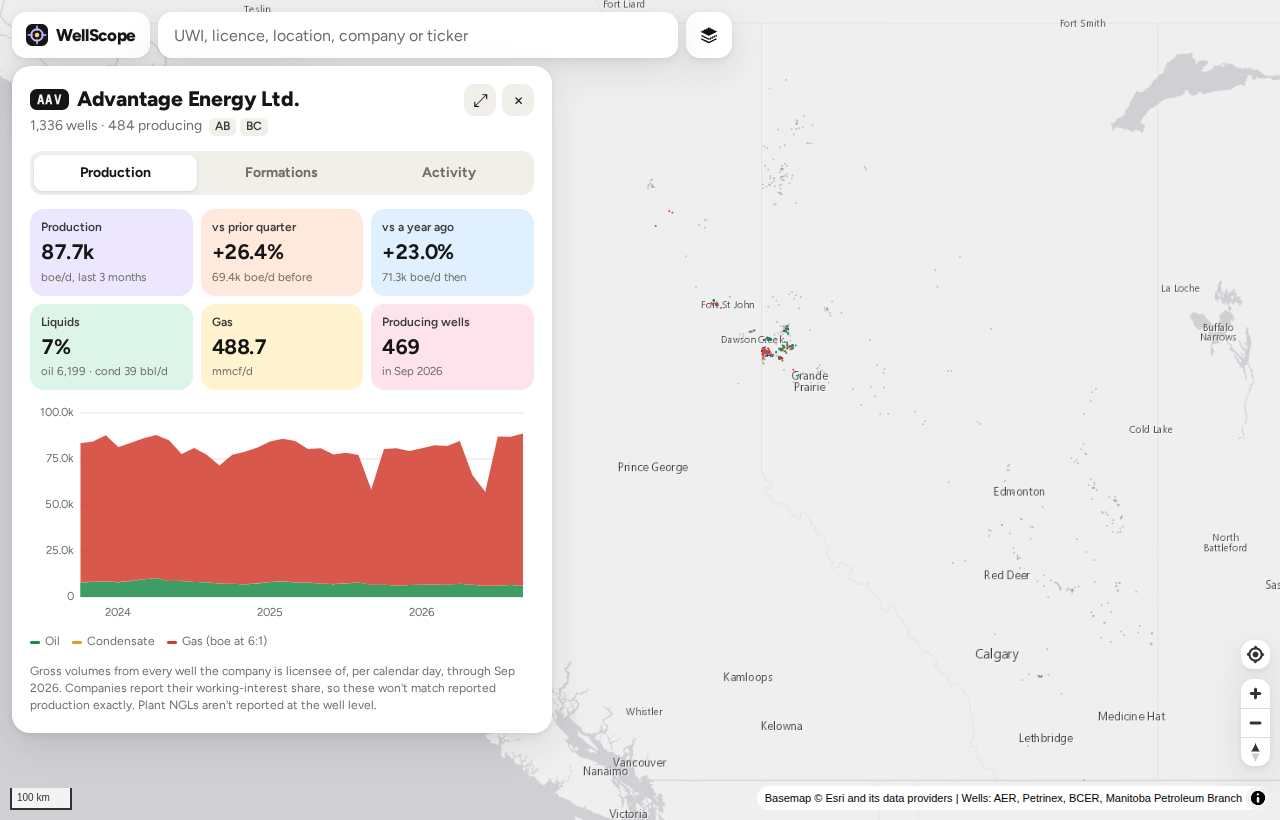 Teslin
Fort Liard
Fort Smith
WellScope
UWI, licence, location, company or ticker
AAV Advantage Energy Ltd.
1,336 wells · 484 producing AB BC
Production Formations Activity
Production
87.7k
boe/d, last 3 months
vs prior quarter
+26.4%
69.4k boe/d before
vs a year ago
+23.0%
71.3k boe/d then
Liquids
7%
oil 6,199 · cond 39 bbl/d
Gas
488.7
mmcf/d
Producing wells
469
in Sep 2026
100.0k
75.0k
50.0k
25.0k
0
2024 2025 2026
Oil Condensate Gas (boe at 6:1)
Gross volumes from every well the company is licensee of, per calendar day, through Sep
2026. Companies report their working-interest share, so these won't match reported
production exactly. Plant NGLs aren't reported at the well level.
La Loche
Fort St John
Buffalo
Narrows
Dawson Creek
Grande
Prairie
Cold Lake
Prince George
Edmonton
North
Battleford
Red Deer
Sas
Calgary
Kamloops
Whistler
Medicine Hat
Kelowna
Lethbridge
Vancouver
Nanaimo
Victoria
100 km
Basemap © Esri and its data providers | Wells: AER, Petrinex, BCER, Manitoba Petroleum Branch